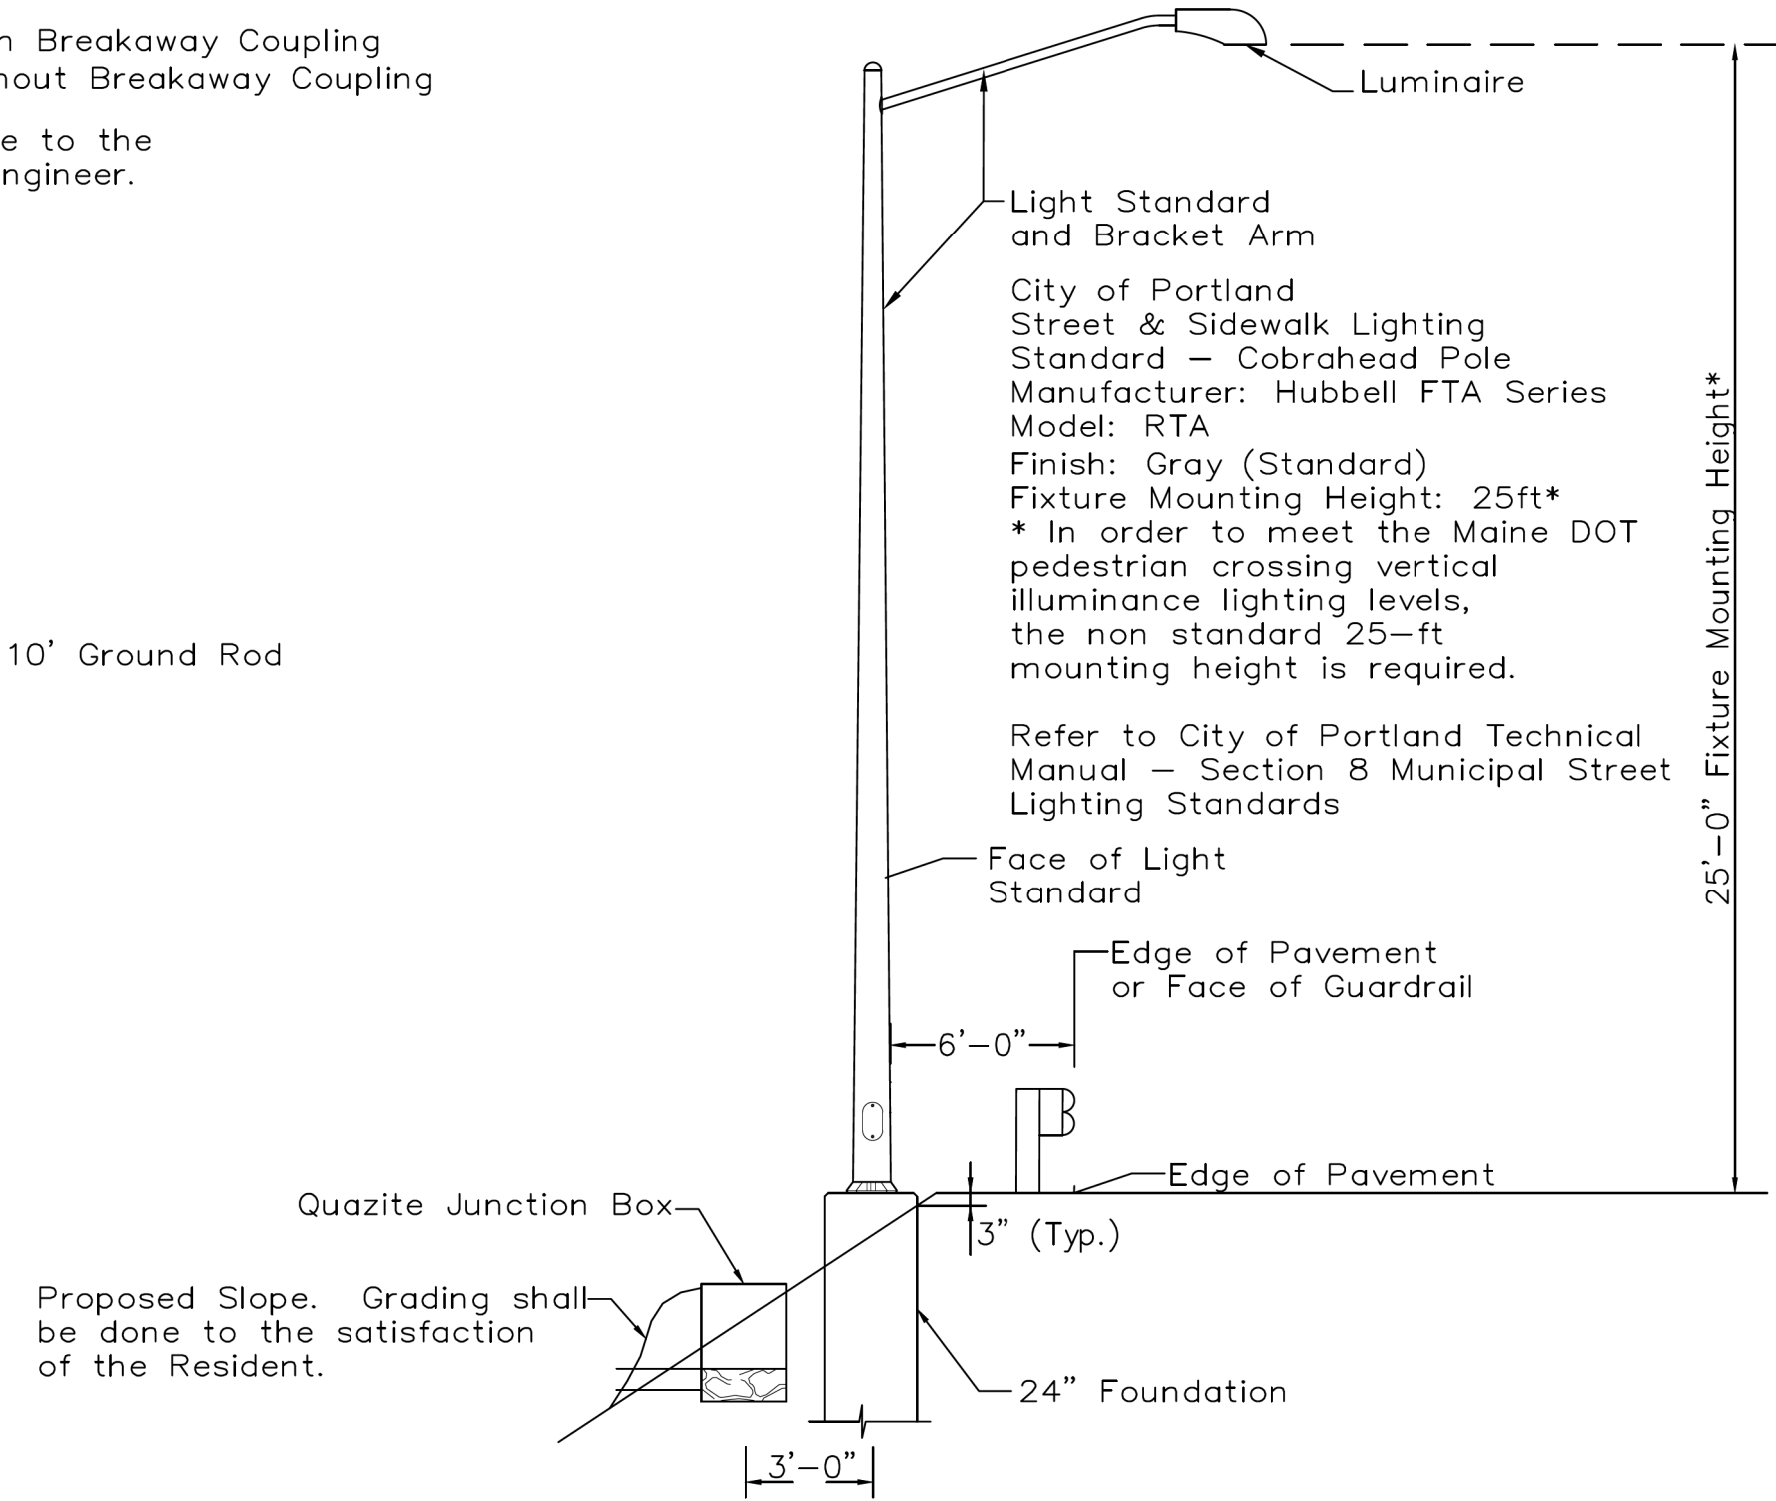 Breakaway Coupling
Breakaway Coupling
to the
Luminaire
Light Standard
and Bracket Arm
City of Portland
Street & Sidewalk Lighting
Standard – Cobrahead Pole
Manufacturer: Hubbell FTA Series
Model: RTA
Finish: Gray (Standard)
Fixture Mounting Height: 25ft*
* In order to meet the Maine DOT
pedestrian crossing vertical
illuminance lighting levels,
the non standard 25–ft
mounting height is required.
10' Ground Rod
Refer to City of Portland Technical
Manual – Section 8 Municipal Street
Lighting Standards
25'–0" Fixture Mounting Height*
Face of Light
Standard
Edge of Pavement
or Face of Guardrail
6'–0"
Edge of Pavement
Quazite Junction Box
3" (Typ.)
Proposed Slope. Grading shall
be done to the satisfaction
of the Resident.
24" Foundation
3'–0"